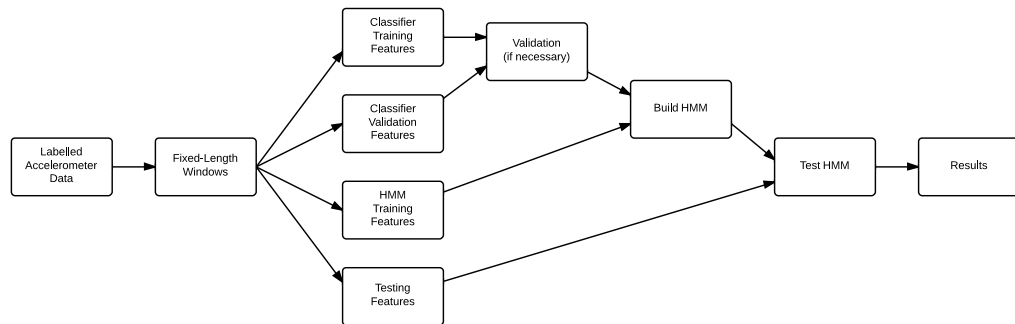 Labelled
Accelerometer
Data
Fixed-Length
Windows
Classifier
Training
Features
Classifier
Validation
Features
HMM
Training
Features
Testing
Features
Validation
(if necessary)
Build HMM
Test HMM
Results